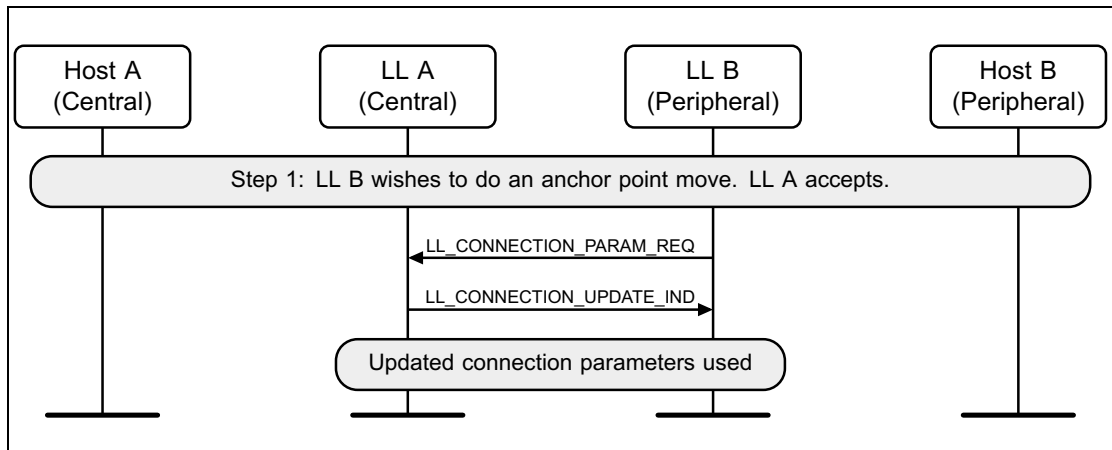 Host A
(Central)
LL A
(Central)
LL B
(Peripheral)
Host B
(Peripheral)
Step 1: LL B wishes to do an anchor point move. LL A accepts.
LL_CONNECTION_PARAM_REQ
LL_CONNECTION_UPDATE_IND
Updated connection parameters used